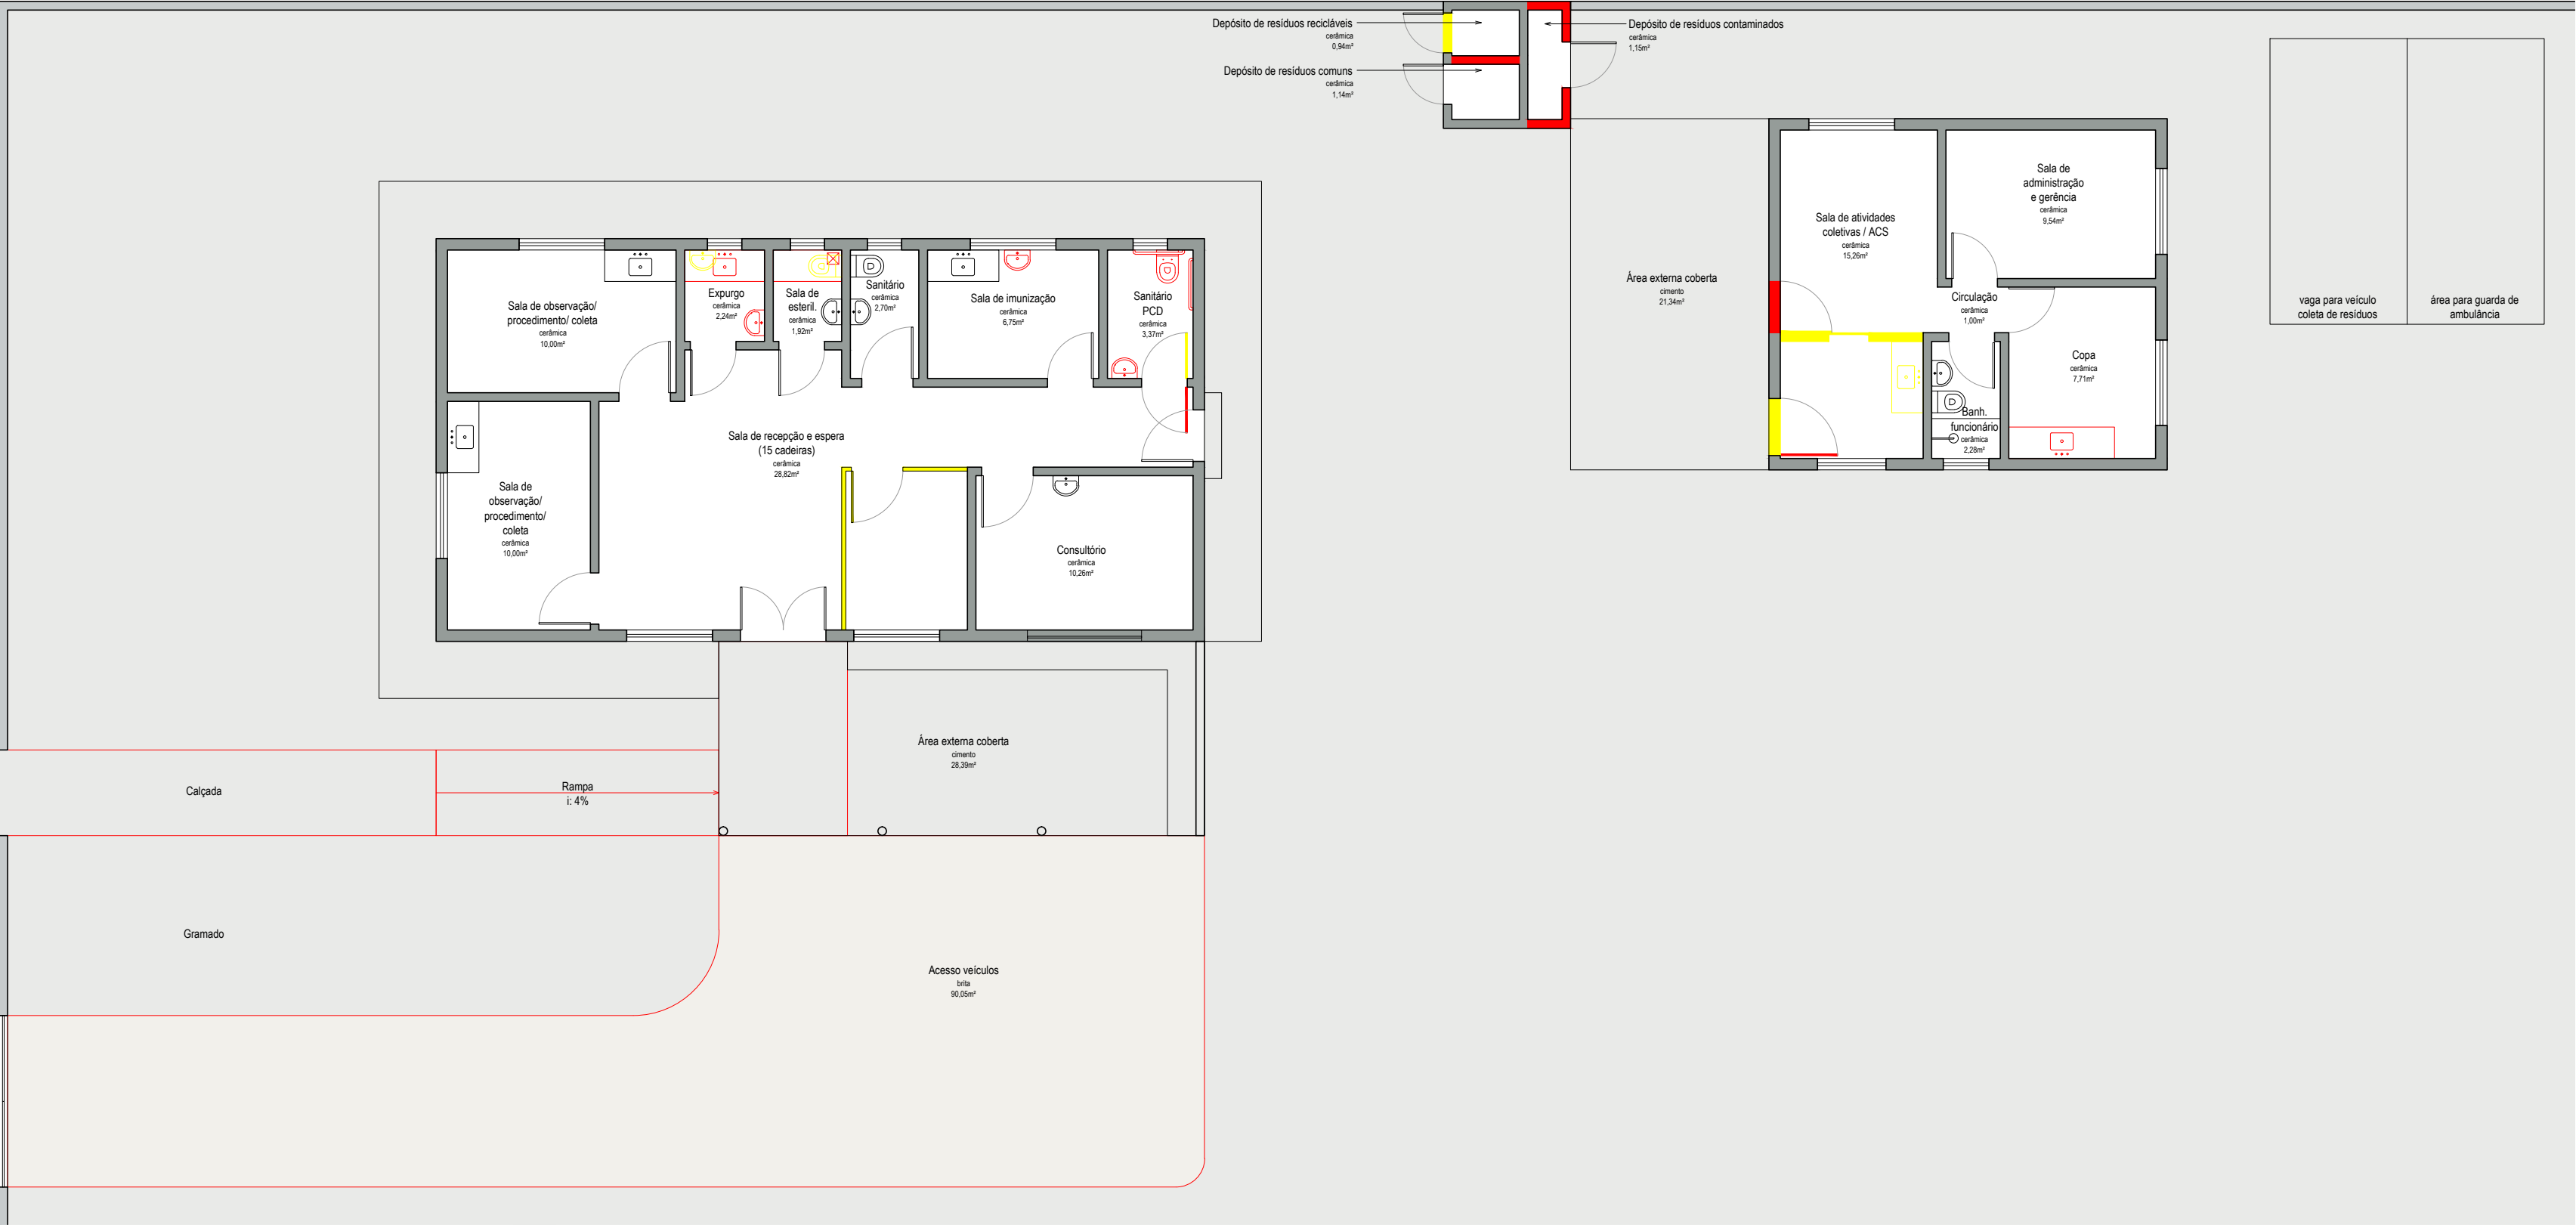 Depósito de resíduos recicláveis
cerâmica
0,94m²
Depósito de resíduos comuns
cerâmica
1,14m²
Depósito de resíduos contaminados
cerâmica
1,15m²
Sala de observação/
procedimento/ coleta
cerâmica
10,00m²
Expurgo
cerâmica
2,24m²
Sala de
esteril.
cerâmica
1,92m²
Sanitário
cerâmica
2,70m²
Sala de imunização
cerâmica
6,75m²
Sanitário
PCD
cerâmica
3,37m²
Sala de recepção e espera
(15 cadeiras)
cerâmica
28,82m²
Sala de
observação/
procedimento/
coleta
cerâmica
10,00m²
Consultório
cerâmica
10,26m²
Área externa coberta
cimento
28,39m²
Calçada
Rampa
i: 4%
Gramado
Acesso veículos
brita
90,05m²
Área externa coberta
cimento
21,34m²
Sala de atividades
coletivas / ACS
cerâmica
15,26m²
Sala de
administração
e gerência
cerâmica
9,54m²
Circulação
cerâmica
1,00m²
Copa
cerâmica
7,71m²
Banh.
funcionário
cerâmica
2,28m²
vaga para veículo
coleta de resíduos
área para guarda de
ambulância